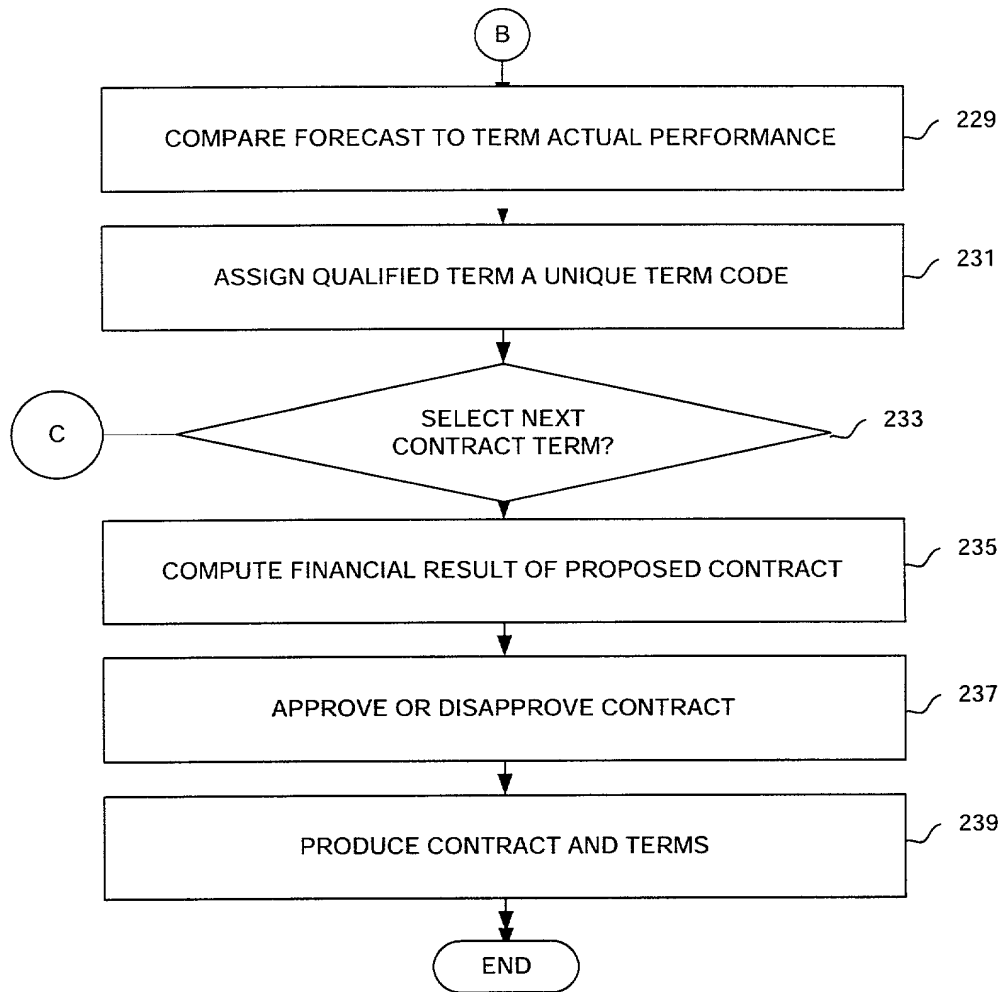 B
COMPARE FORECAST TO TERM ACTUAL PERFORMANCE
229
ASSIGN QUALIFIED TERM A UNIQUE TERM CODE
231
C
SELECT NEXT
CONTRACT TERM?
233
COMPUTE FINANCIAL RESULT OF PROPOSED CONTRACT
235
APPROVE OR DISAPPROVE CONTRACT
237
PRODUCE CONTRACT AND TERMS
239
END